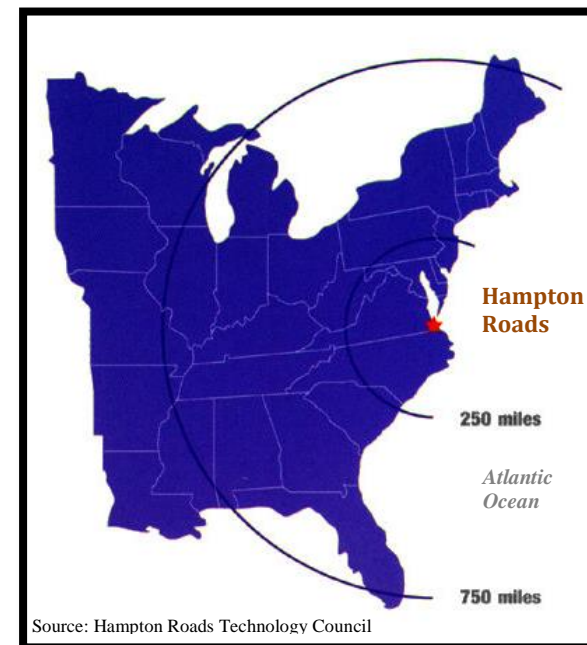 Hampton
Roads
250 miles
Atlantic
Ocean
750 miles
Source: Hampton Roads Technology Council